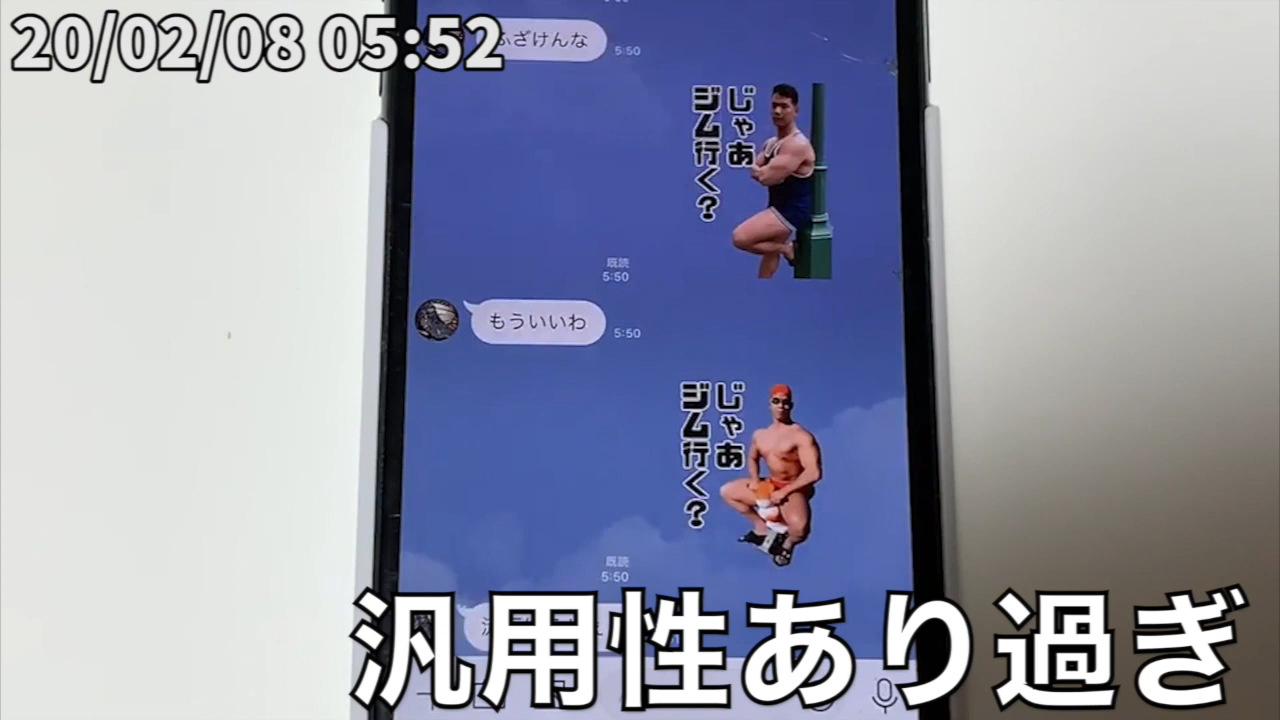 20/02/08 05:52
ふざけんな
5:50
じゃあ
ジム行く?
既読
5:50
もういいわ
5:50
じゃあ
ジム行く?
既読
5:50
汎用性あり過ぎ